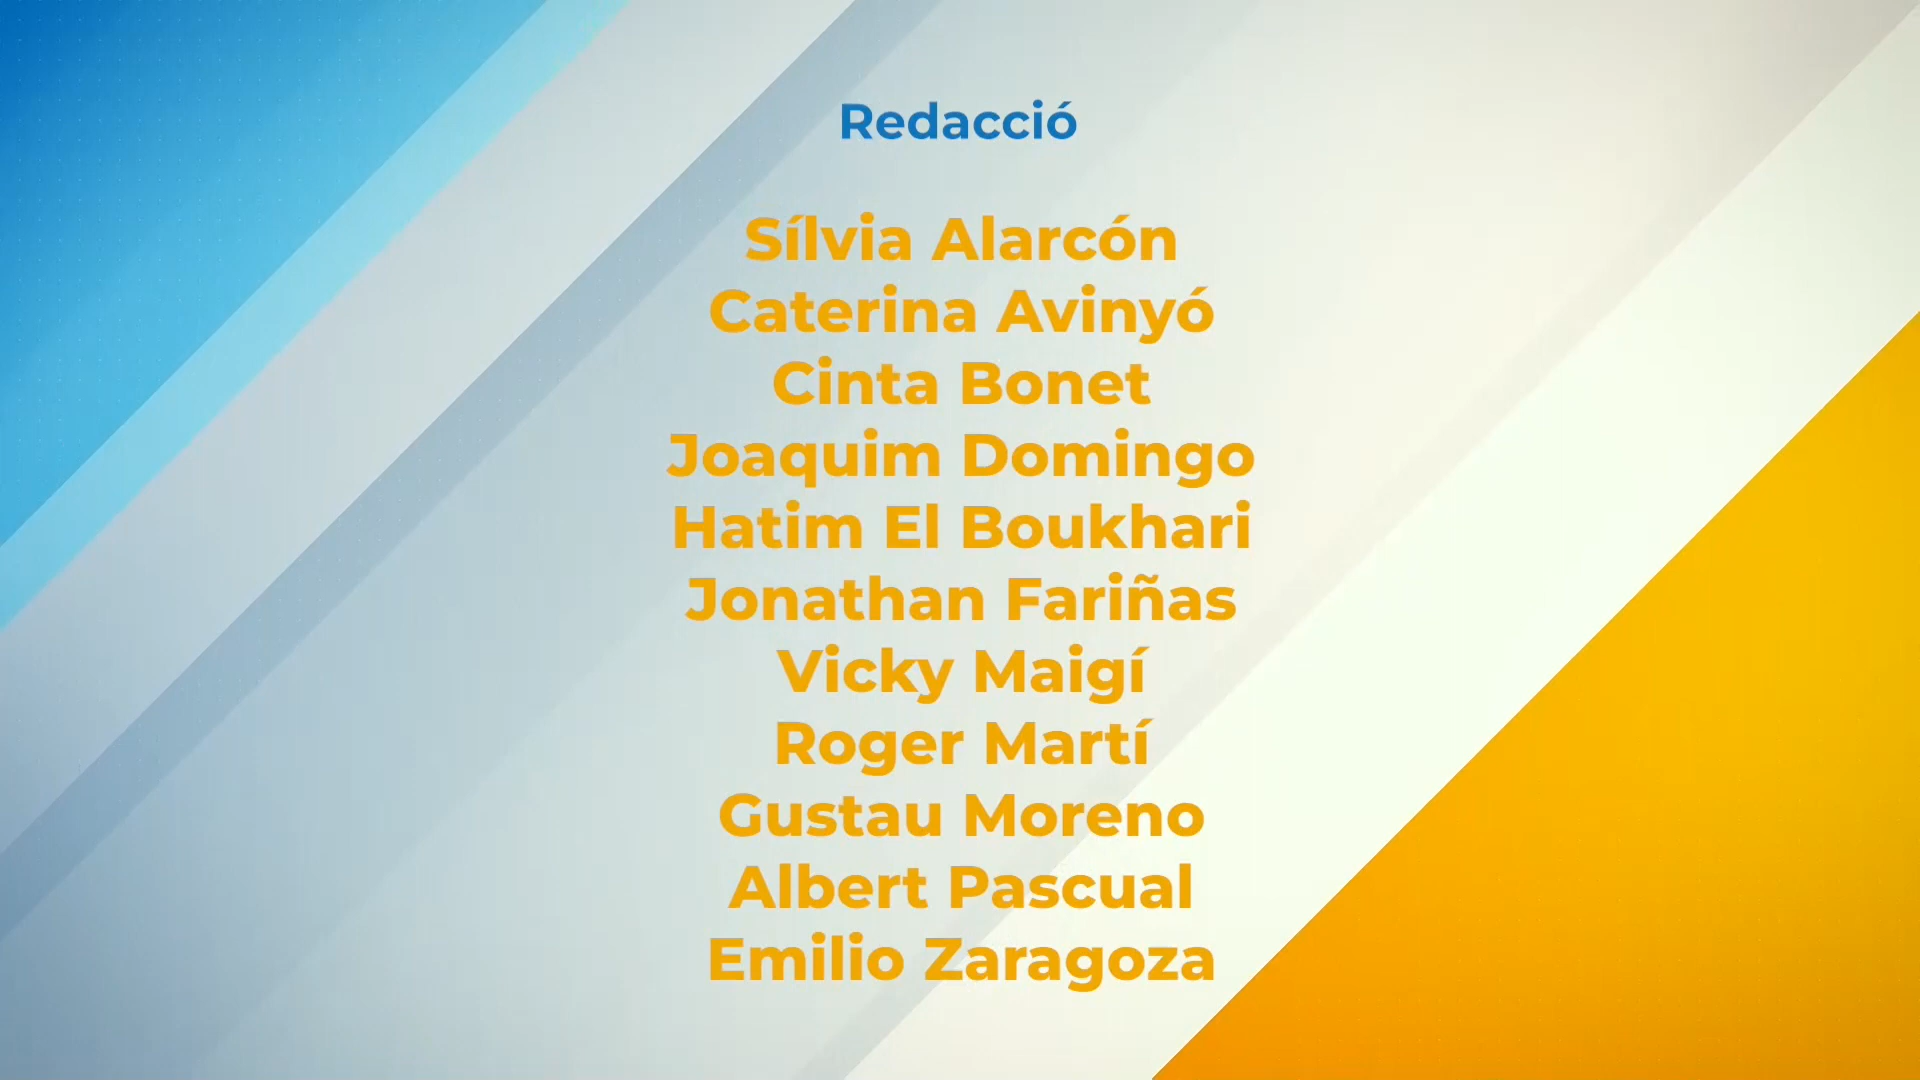 Redacció
Sílvia Alarcón
Caterina Avinyó
Cinta Bonet
Joaquim Domingo
Hatim El Boukhari
Jonathan Fariñas
Vicky Maigí
Roger Martí
Gustau Moreno
Albert Pascual
Emilio Zaragoza